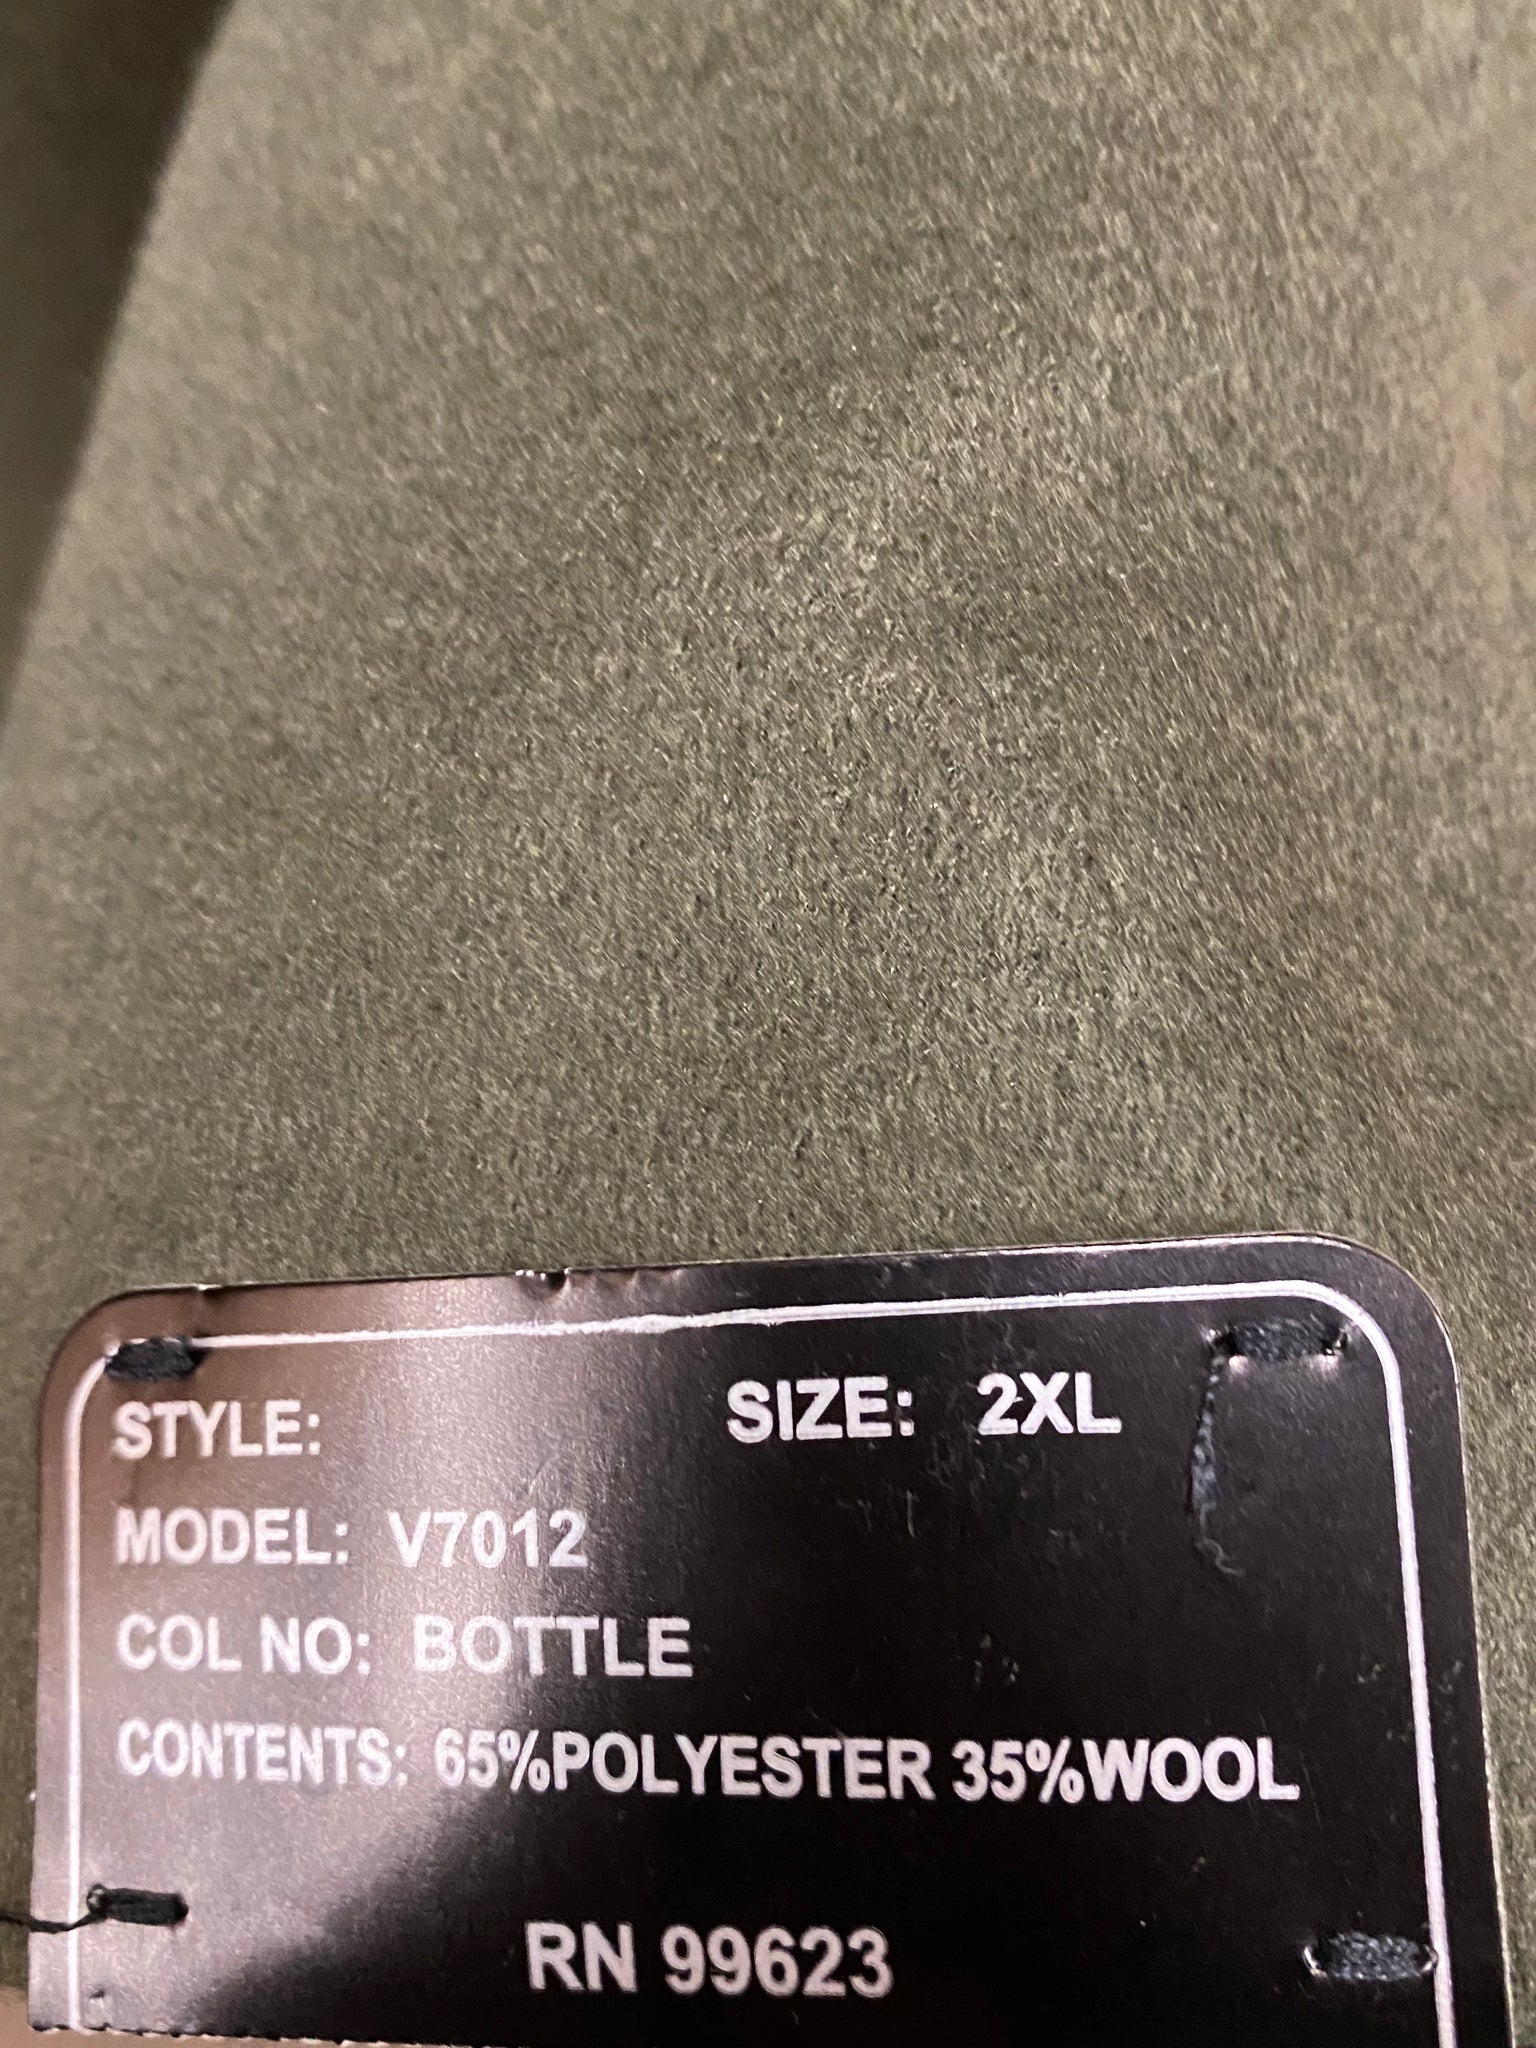 STYLE: SIZE: 2XL
MODEL: V7012
COL NO: BOTTLE
CONTENTS: 65%POLYESTER 35%WOOL
RN 99623